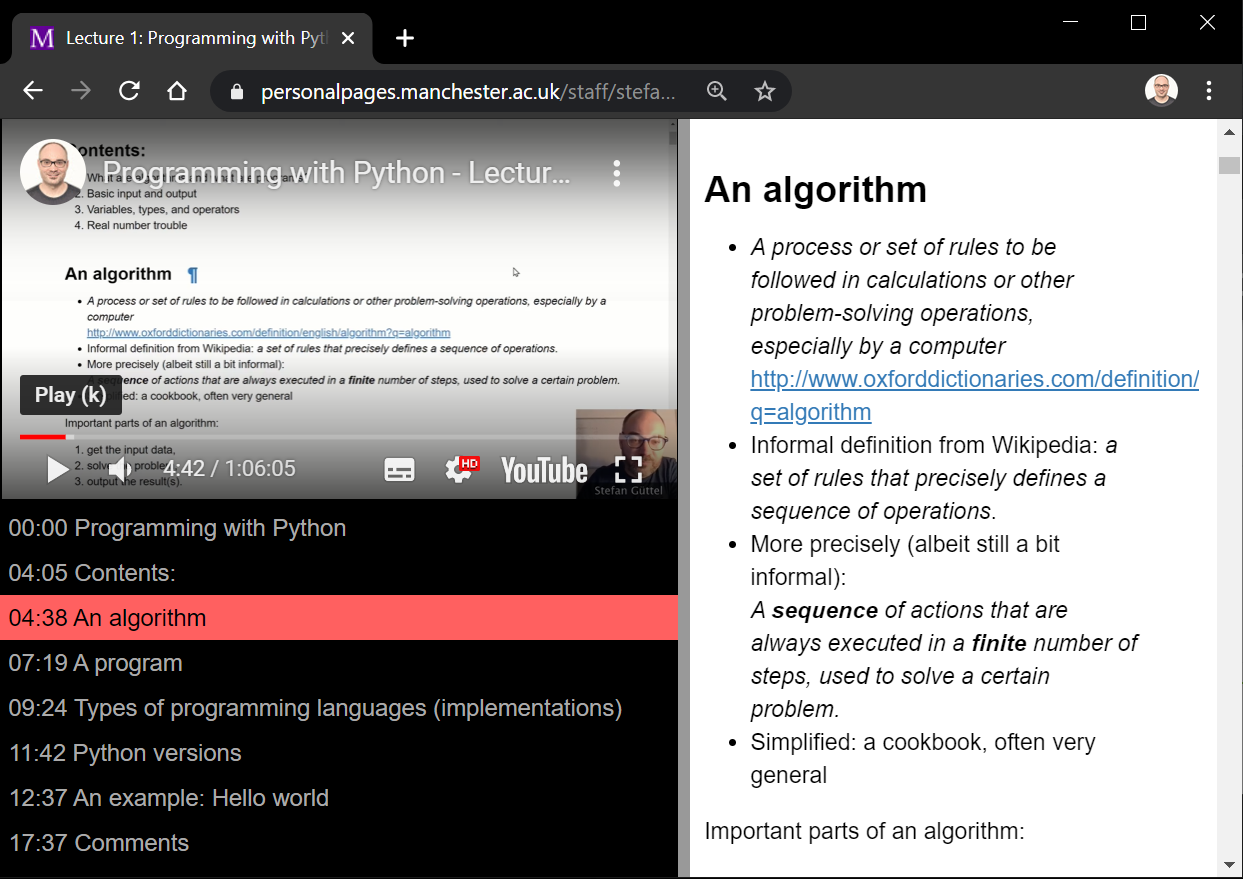 M Lecture 1: Programming with Pyt
personalpages.manchester.ac.uk/staff/stefa...
Contents:
Programming with Python - Lectur...
2. Basic input and output
3. Variables, types, and operators
4. Real number trouble
An algorithm ¶
A process or set of rules to be followed in calculations or other problem-solving operations, especially by a
computer
http://www.oxforddictionaries.com/definition/english/algorithm?q=algorithm
Informal definition from Wikipedia: a set of rules that precisely defines a sequence of operations.
More precisely (albeit still a bit informal):
sequence of actions that are always executed in a finite number of steps, used to solve a certain problem.
Play (k)
: a cookbook, often very general
Important parts of an algorithm:
1. get the input data,
2. solve
3. output the result(s).
4:42 / 1:06:05
HD
YouTube
Stefan Güttel
00:00 Programming with Python
04:05 Contents:
04:38 An algorithm
07:19 A program
09:24 Types of programming languages (implementations)
11:42 Python versions
12:37 An example: Hello world
17:37 Comments
An algorithm
A process or set of rules to be
followed in calculations or other
problem-solving operations,
especially by a computer
http://www.oxforddictionaries.com/definition/
q=algorithm
Informal definition from Wikipedia: a
set of rules that precisely defines a
sequence of operations.
More precisely (albeit still a bit
informal):
A sequence of actions that are
always executed in a finite number of
steps, used to solve a certain
problem.
Simplified: a cookbook, often very
general
Important parts of an algorithm: